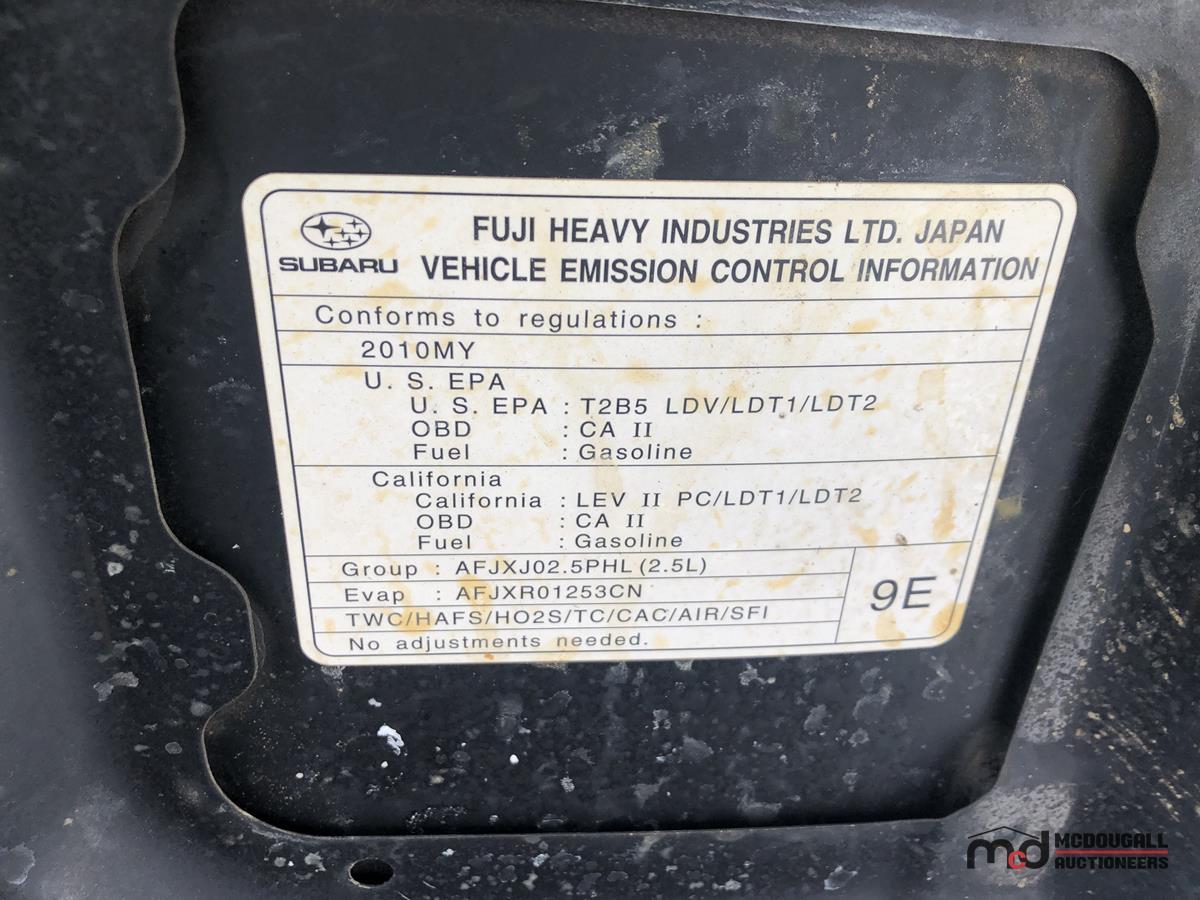 SUBARU
FUJI HEAVY INDUSTRIES LTD. JAPAN
VEHICLE EMISSION CONTROL INFORMATION
Conforms to regulations :
2010MY
U. S. EPA
U. S. EPA : T2B5 LDV/LDT1/LDT2
OBD : CA II
Fuel : Gasoline
California
California : LEV II PC/LDT1/LDT2
OBD : CA II
Fuel : Gasoline
Group : AFJXJ02.5PHL (2.5L)
Evap : AFJXR01253CN
TWC/HAFS/HO2S/TC/CAC/AIR/SFI
No adjustments needed.
9E
mcd
MCDOUGALL
AUCTIONEERS